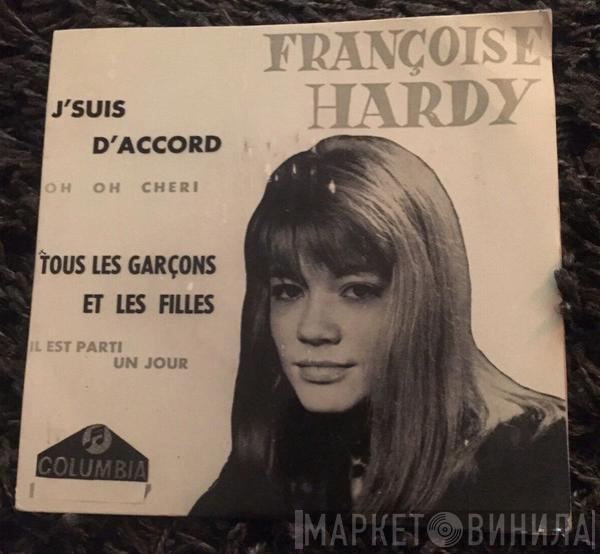 FRANÇOISE
HARDY
J'SUIS
D'ACCORD
OH OH CHERI
TOUS LES GARÇONS
ET LES FILLES
IL EST PARTI
UN JOUR
COLUMBIA
МАРКЕТ ВИНИЛА